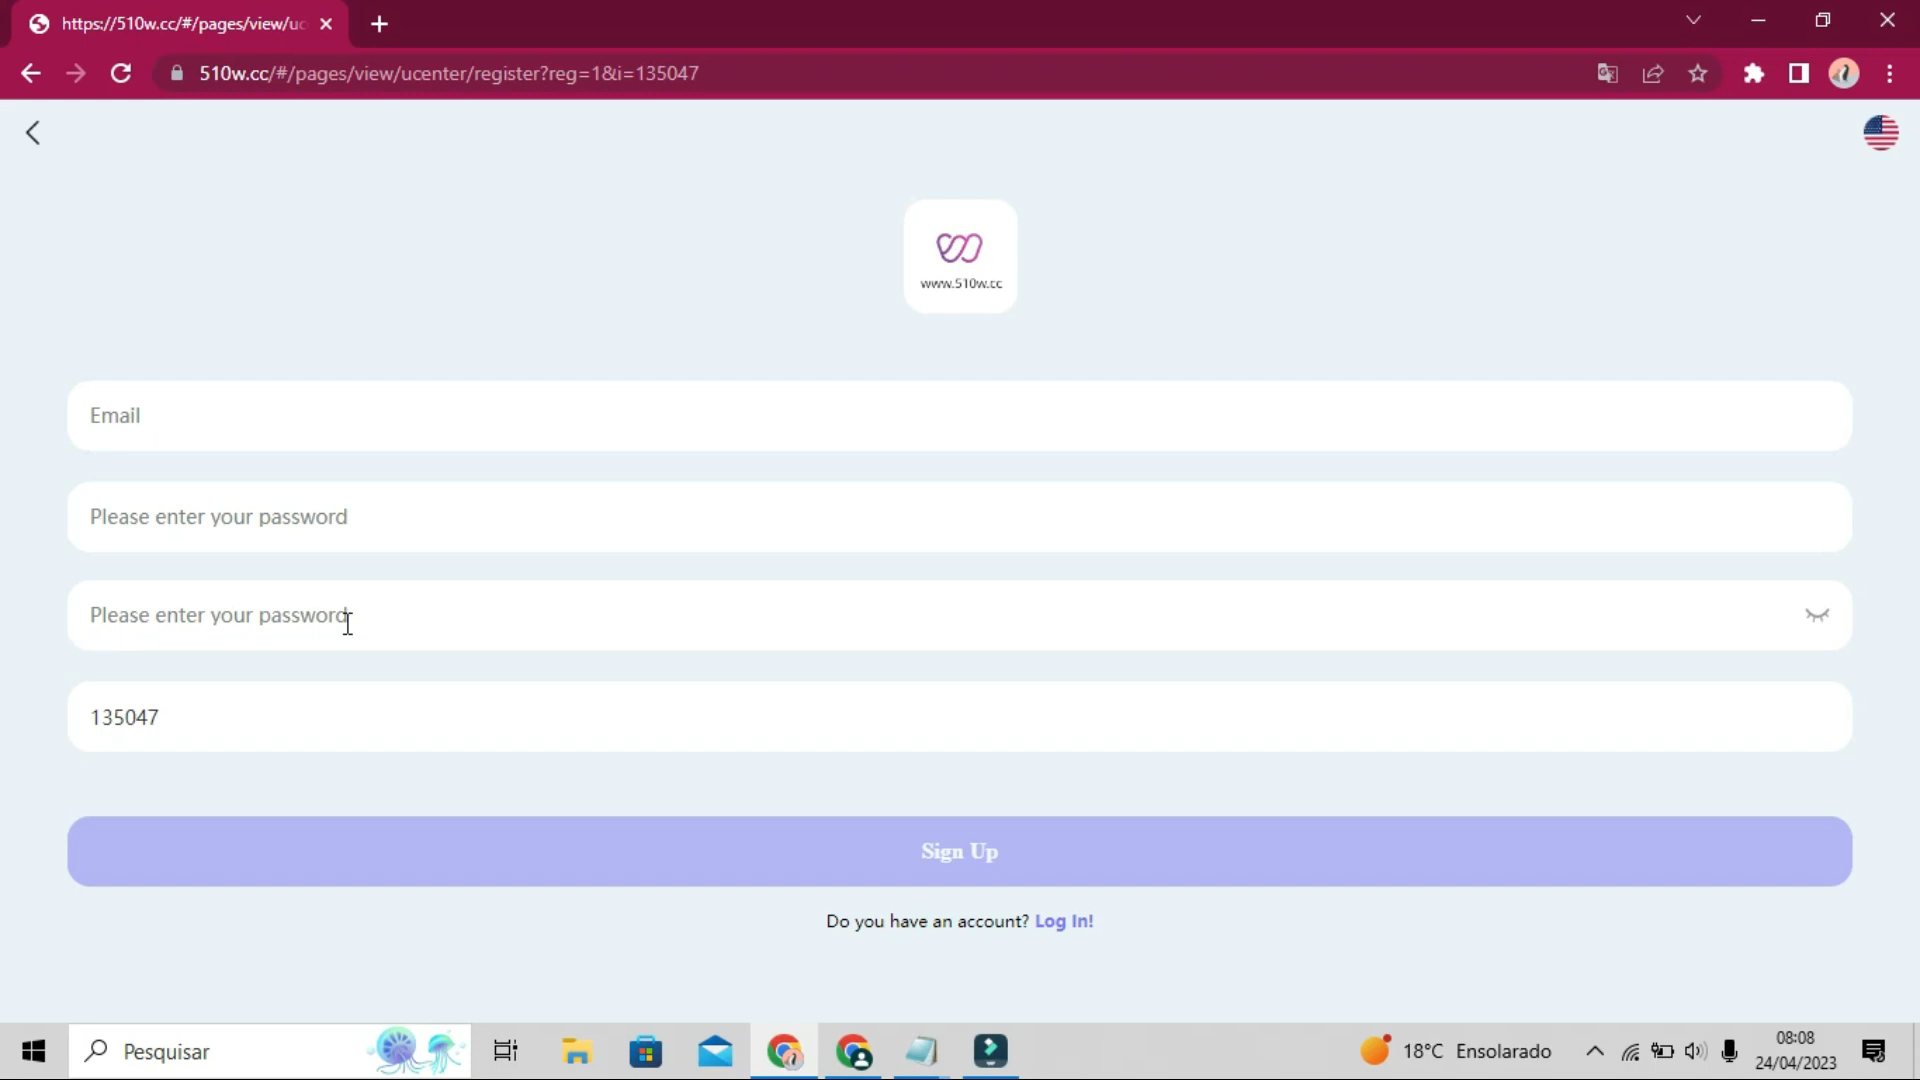 https://510w.cc/#/pages/view/uc
510w.cc/#/pages/view/ucenter/register?reg=1&i=135047
www.510w.cc
Email
Please enter your password
Please enter your password
135047
Sign Up
Do you have an account? Log In!
Pesquisar
18°C Ensolarado
08:08
24/04/2023